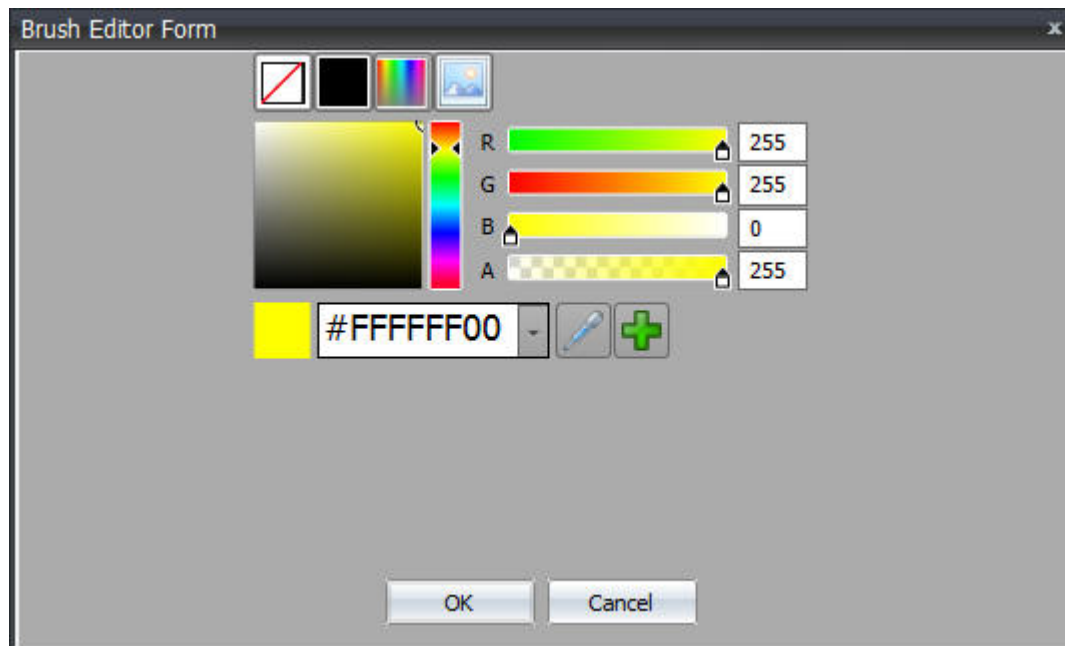 Brush Editor Form
R 255
G 255
B 0
A 255
#FFFFFF00
OK Cancel